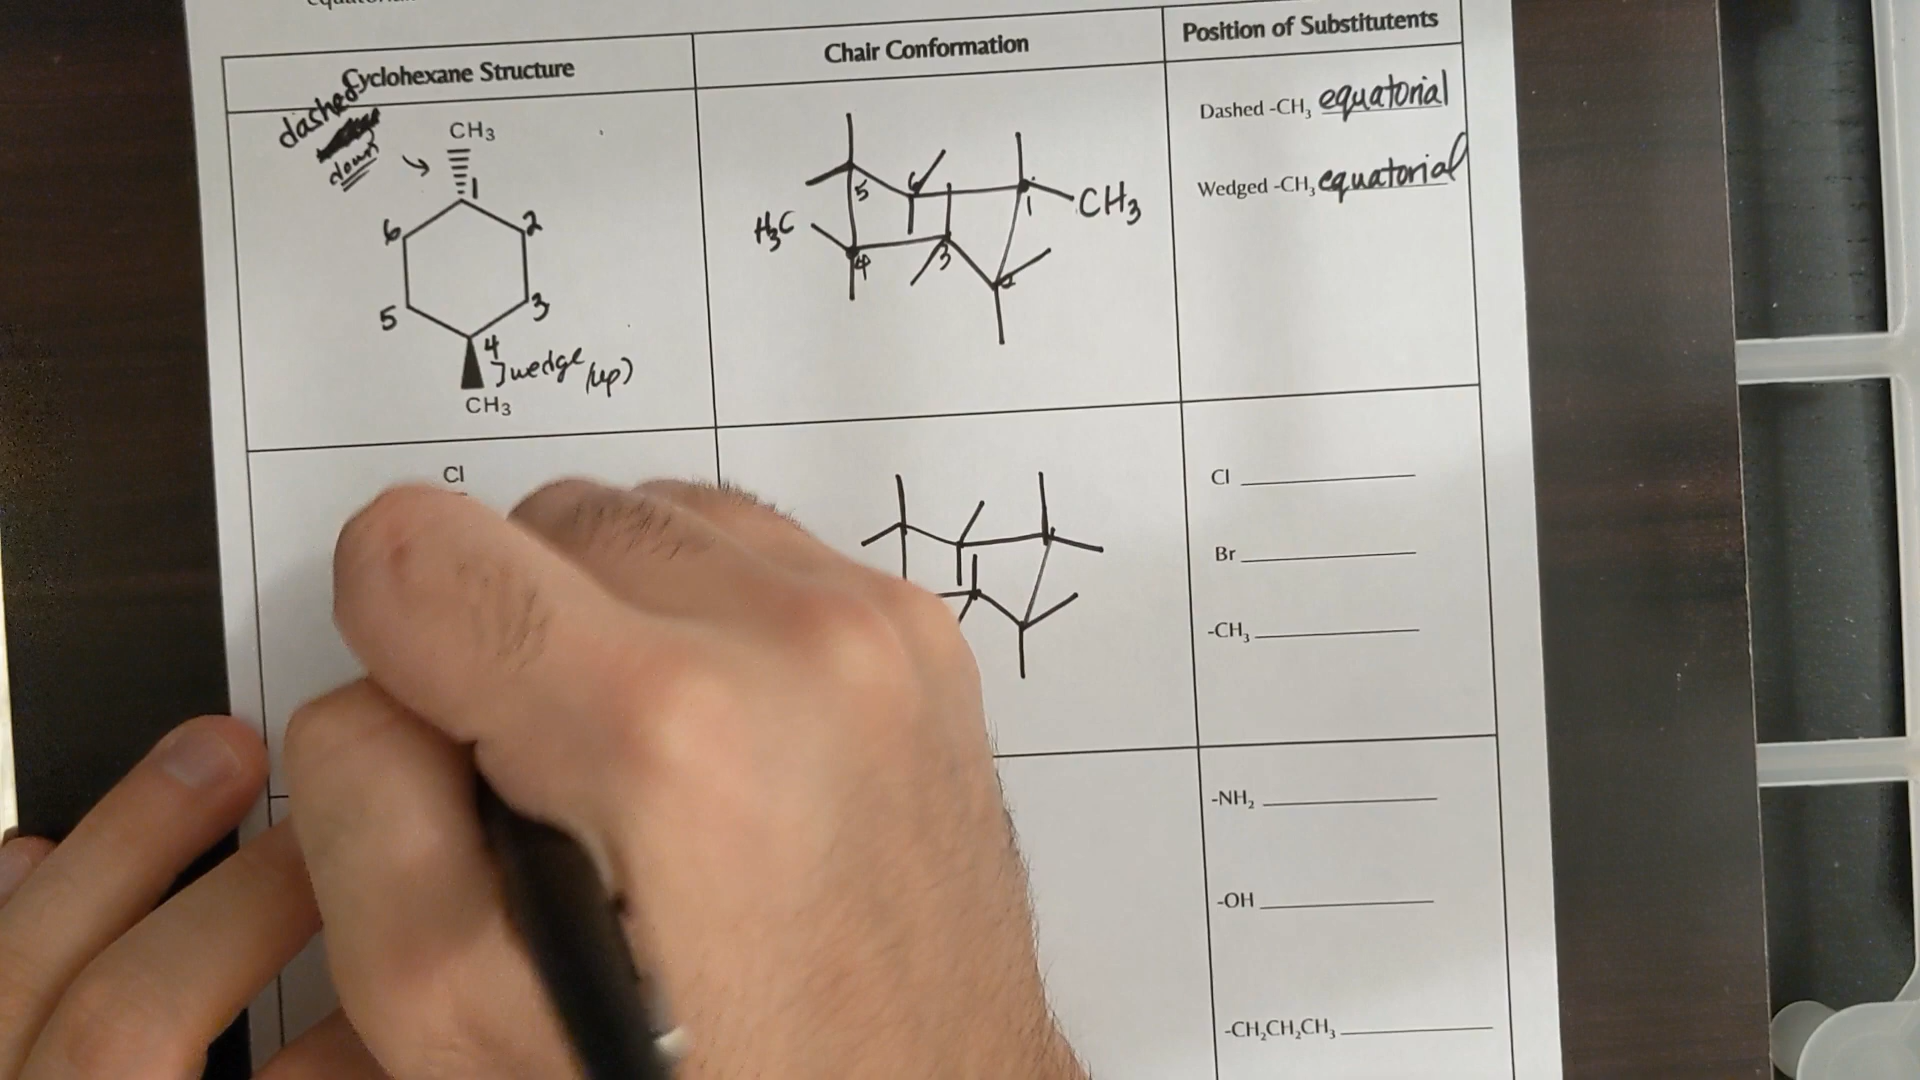 Cyclohexane Structure
Chair Conformation
Position of Substitutents
dashed
down
CH3
1
2
3
4
5
6
]wedge (up)
CH3
5
6
1
CH3
H3C
4
3
2
Dashed -CH3 equatorial
Wedged -CH3 equatorial
Cl
Cl
Br
-CH3
-NH2
-OH
-CH2CH2CH3